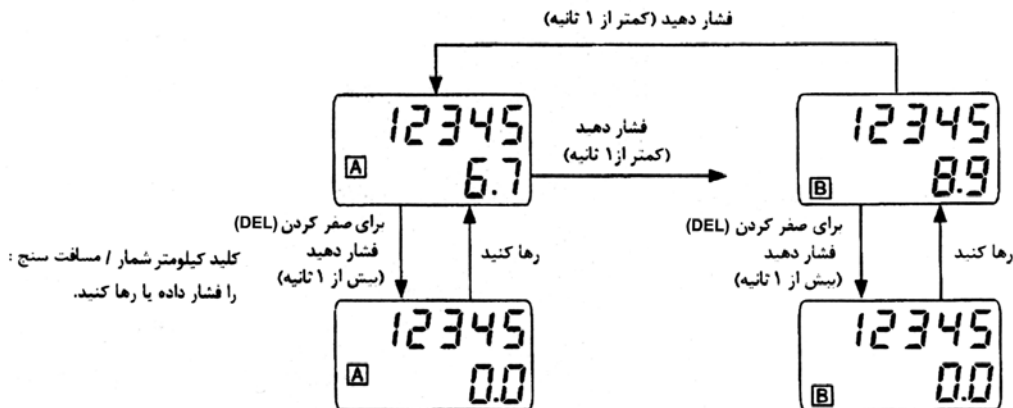 فشار دهید (کمتر از ۱ ثانیه)
12345
A 6.7
فشار دهید
(کمتر از ۱ ثانیه)
12345
B 8.9
برای صفر کردن (DEL)
فشار دهید
(بیش از ۱ ثانیه)
رها کنید
برای صفر کردن (DEL)
فشار دهید
(بیش از ۱ ثانیه)
رها کنید
کلید کیلومتر شمار / مسافت سنج :
را فشار داده یا رها کنید.
12345
A 0.0
12345
B 0.0